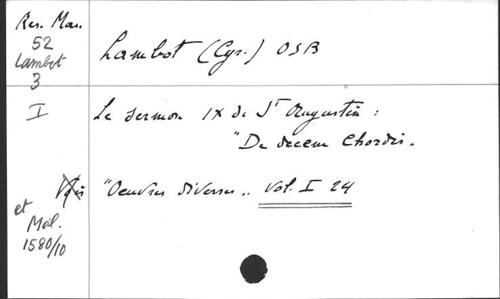 Res. Mau.
52
Lambot
3
Lambot (Cyr.) OSB
I
Le sermon IX de St Augustin :
"De decem Chordis.
"Oeuvres diverses.. vol. I 24
et
Mél.
1580/10